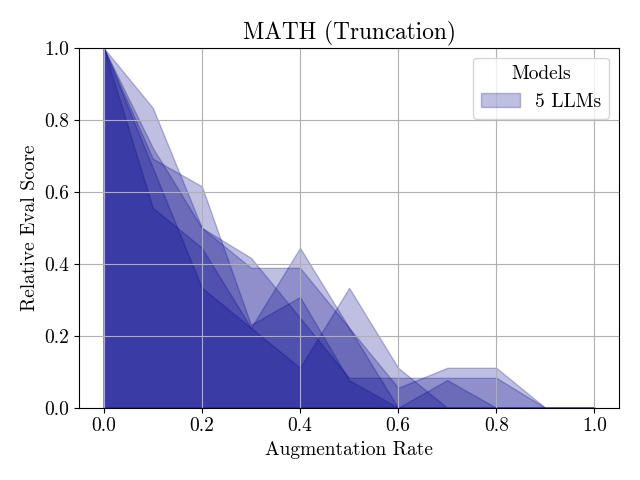 MATH (Truncation)
Models
5 LLMs
Relative Eval Score
1.0
0.8
0.6
0.4
0.2
0.0
0.0 0.2 0.4 0.6 0.8 1.0
Augmentation Rate